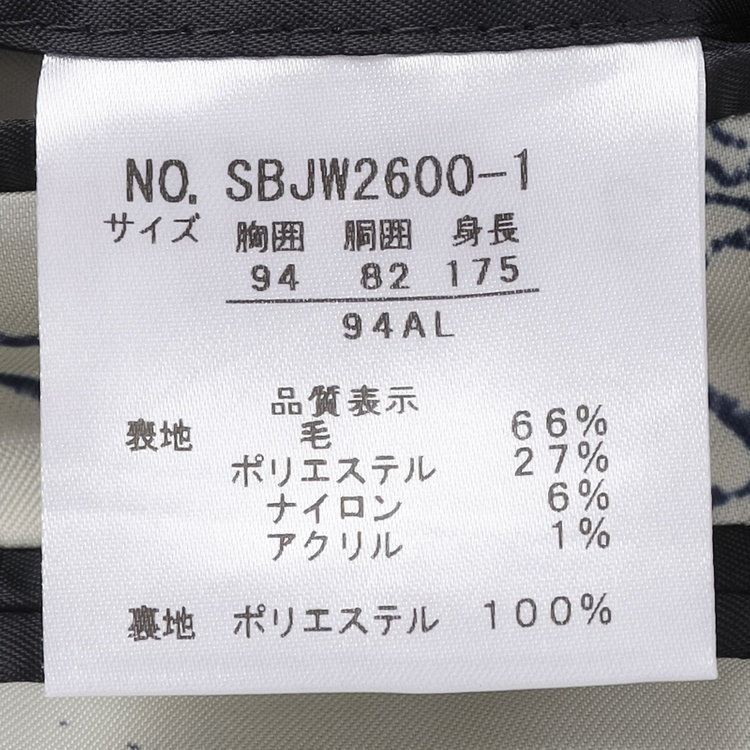 NO. SBJW2600-1
サイズ 胸囲 胴囲 身長
94 82 175
94AL
品質表示
表地 毛 66%
ポリエステル 27%
ナイロン 6%
アクリル 1%
裏地 ポリエステル 100%